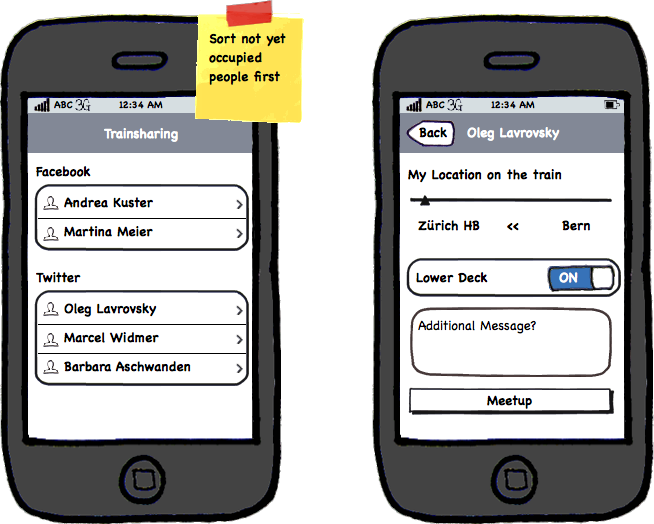 Sort not yet
occupied
people first
ABC 3G 12:34 AM
Trainsharing
Facebook
Andrea Kuster
Martina Meier
Twitter
Oleg Lavrovsky
Marcel Widmer
Barbara Aschwanden
ABC 3G 12:34 AM
Back Oleg Lavrovsky
My Location on the train
Zürich HB << Bern
Lower Deck ON
Additional Message?
Meetup